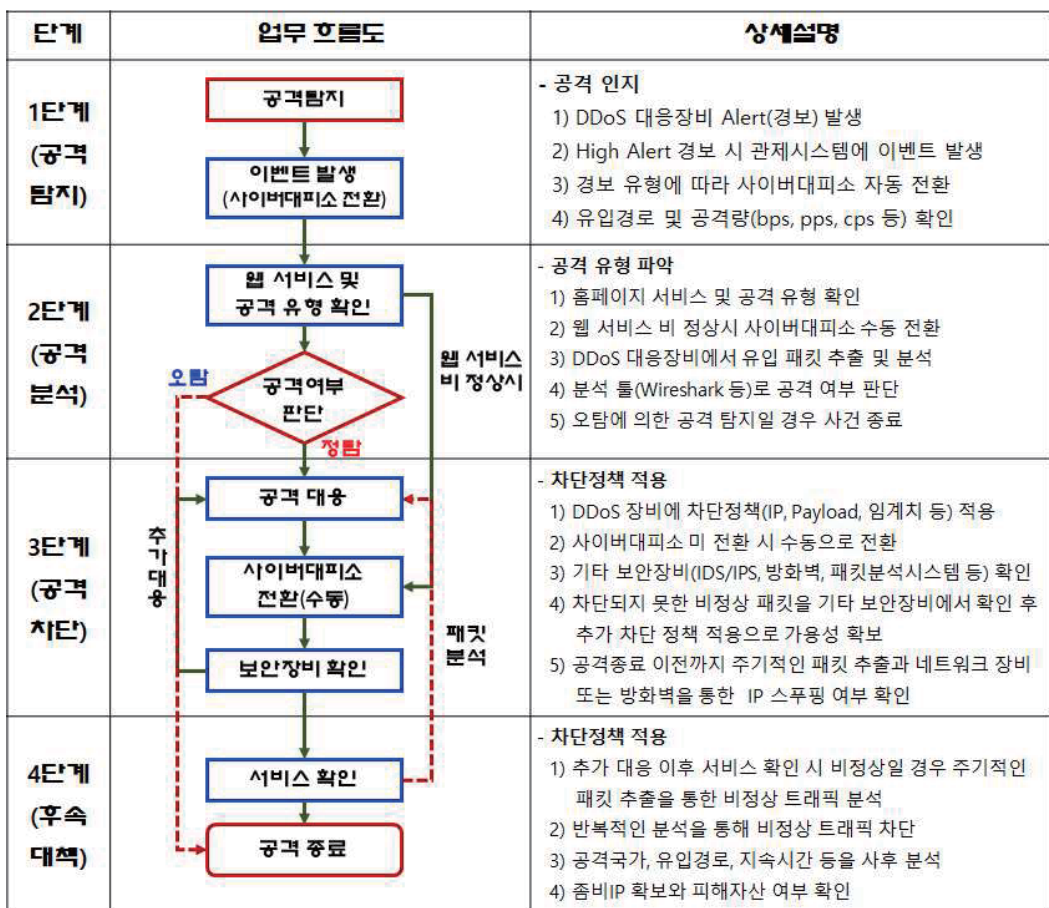 단계
업무 흐름도
상세설명
1단계
(공격
탐지)
공격탐지
이벤트 발생
(사이버대피소 전환)
- 공격 인지
1) DDoS 대응장비 Alert(경보) 발생
2) High Alert 경보 시 관제시스템에 이벤트 발생
3) 경보 유형에 따라 사이버대피소 자동 전환
4) 유입경로 및 공격량(bps, pps, cps 등) 확인
2단계
(공격
분석)
웹 서비스 및
공격 유형 확인
오탐
공격여부
판단
정탐
웹 서비스
비 정상시
- 공격 유형 파악
1) 홈페이지 서비스 및 공격 유형 확인
2) 웹 서비스 비 정상시 사이버대피소 수동 전환
3) DDoS 대응장비에서 유입 패킷 추출 및 분석
4) 분석 툴(Wireshark 등)로 공격 여부 판단
5) 오탐에 의한 공격 탐지일 경우 사건 종료
3단계
(공격
차단)
추가대응
공격 대응
사이버대피소
전환(수동)
보안장비 확인
패킷
분석
- 차단정책 적용
1) DDoS 장비에 차단정책(IP, Payload, 임계치 등) 적용
2) 사이버대피소 미 전환 시 수동으로 전환
3) 기타 보안장비(IDS/IPS, 방화벽, 패킷분석시스템 등) 확인
4) 차단되지 못한 비정상 패킷을 기타 보안장비에서 확인 후
추가 차단 정책 적용으로 가용성 확보
5) 공격종료 이전까지 주기적인 패킷 추출과 네트워크 장비
또는 방화벽을 통한 IP 스푸핑 여부 확인
4단계
(후속
대책)
서비스 확인
공격 종료
- 차단정책 적용
1) 추가 대응 이후 서비스 확인 시 비정상일 경우 주기적인
패킷 추출을 통한 비정상 트래픽 분석
2) 반복적인 분석을 통해 비정상 트래픽 차단
3) 공격국가, 유입경로, 지속시간 등을 사후 분석
4) 좀비IP 확보와 피해자산 여부 확인